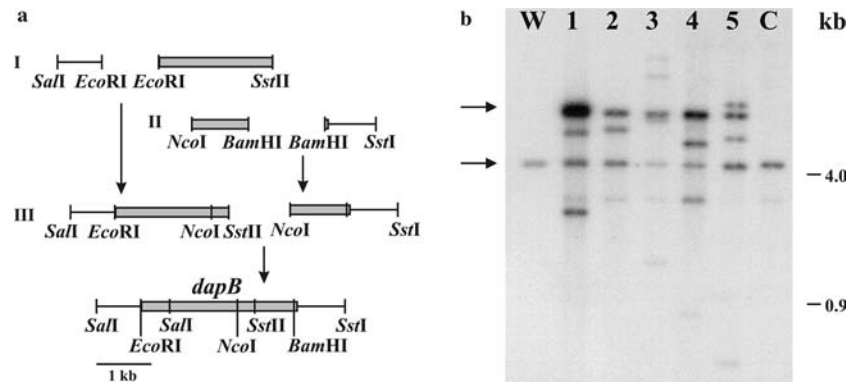 a
I
SalI EcoRI EcoRI SstII
II
NcoI BamHI BamHI SstI
III
SalI EcoRI NcoI SstII NcoI SstI
dapB
SalI SalI SstII SstI
EcoRI NcoI BamHI
1 kb
b
W 1 2 3 4 5 C kb
4.0
0.9